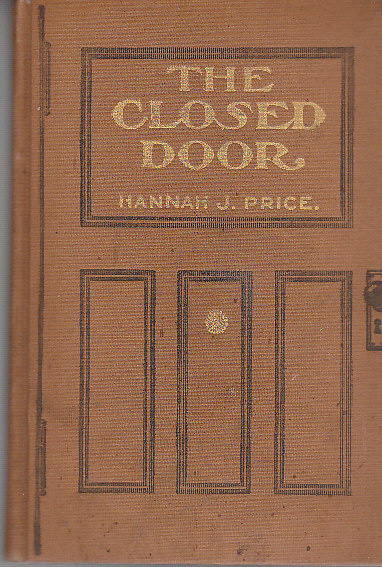 THE
CLOSED
DOOR
HANNAH J. PRICE.